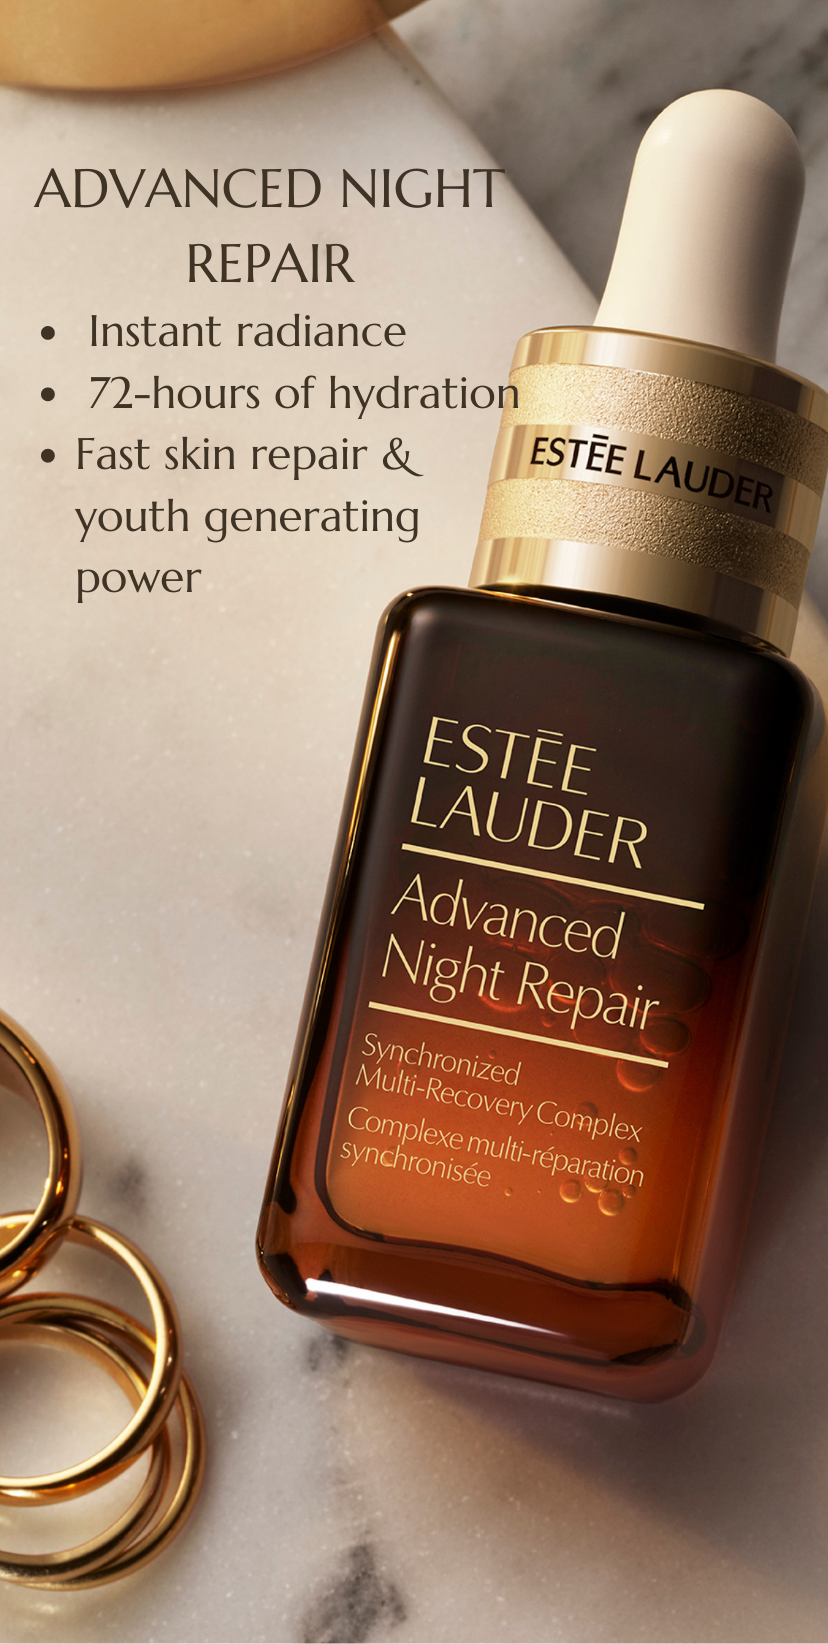 ADVANCED NIGHT
REPAIR
• Instant radiance
• 72-hours of hydration
• Fast skin repair &
youth generating
power
ESTĒE LAUDER
ESTĒE
LAUDER
Advanced
Night Repair
Synchronized
Multi-Recovery Complex
Complexe multi-réparation
synchronisée